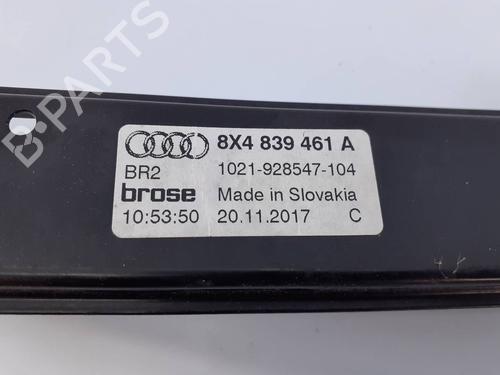 8X4 839 461 A
BR2 1021-928547-104
brose Made in Slovakia
10:53:50 20.11.2017 C
B-Parts